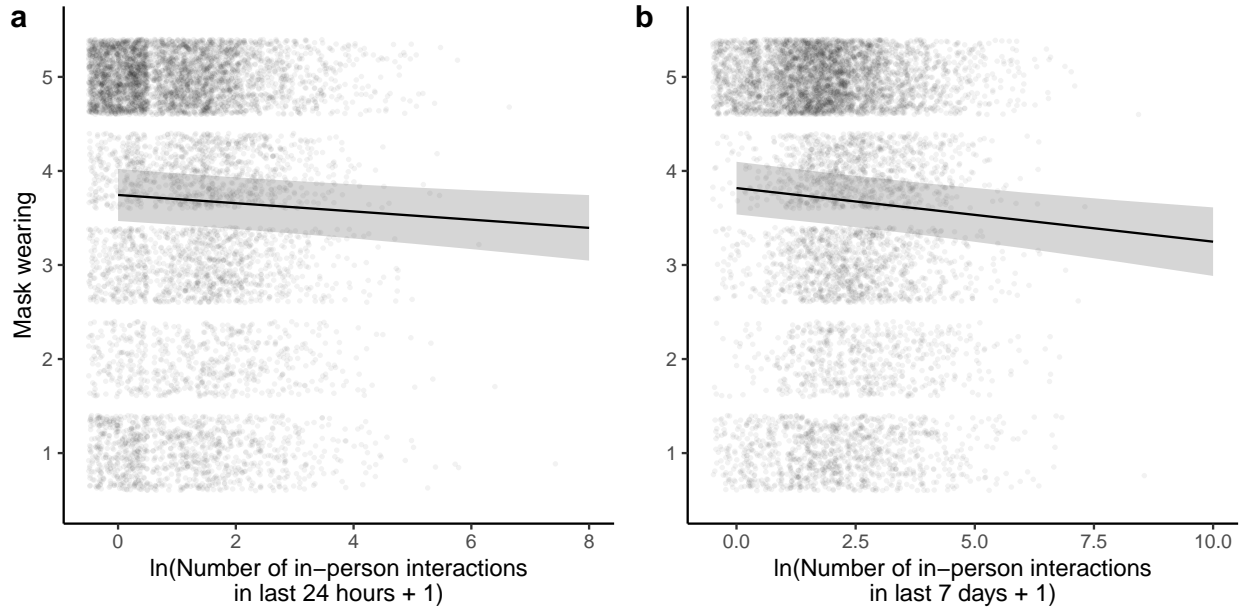 a
b
Mask wearing
5
4
3
2
1
0
2
4
6
8
ln(Number of in−person interactions
in last 24 hours + 1)
5
4
3
2
1
0.0
2.5
5.0
7.5
10.0
ln(Number of in−person interactions
in last 7 days + 1)